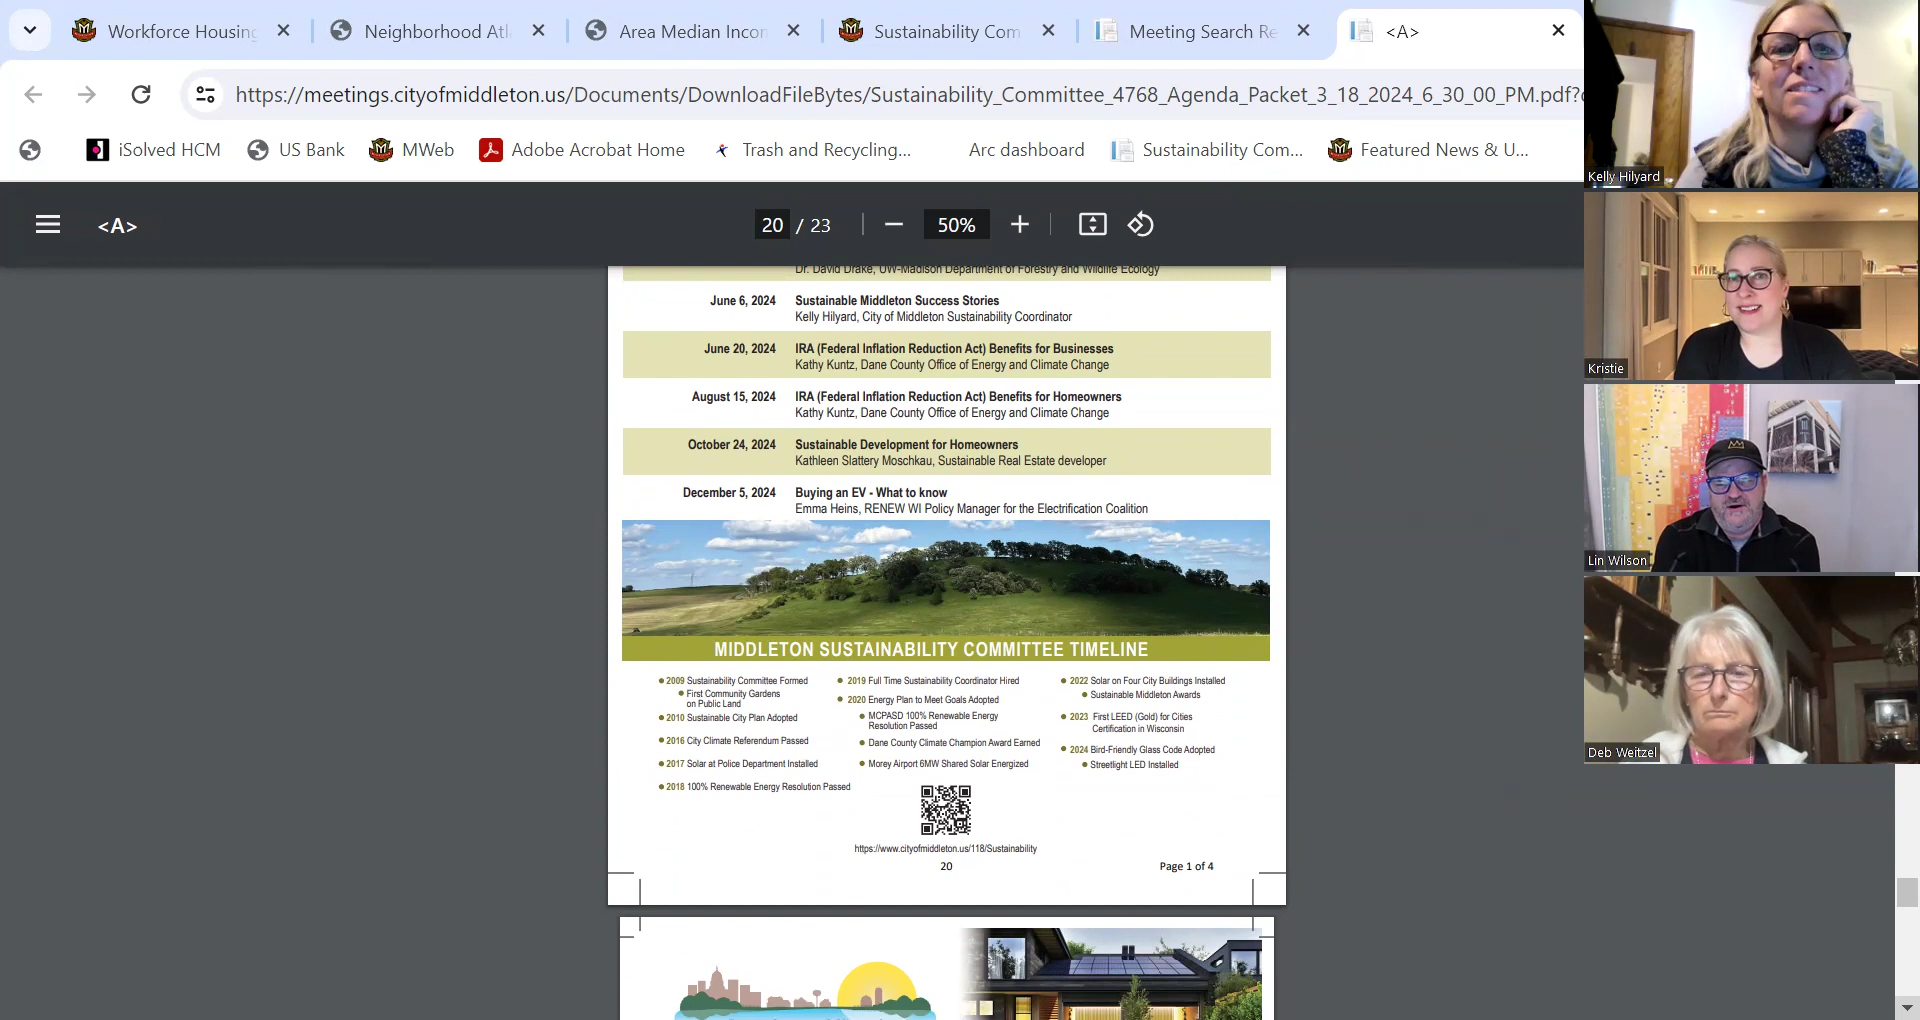 Workforce Housing
Neighborhood Atl
Area Median Incor
Sustainability Com
Meeting Search Re
<A>
https://meetings.cityofmiddleton.us/Documents/DownloadFileBytes/Sustainability_Committee_4768_Agenda_Packet_3_18_2024_6_30_00_PM.pdf?
iSolved HCM
US Bank
MWeb
Adobe Acrobat Home
Trash and Recycling...
Arc dashboard
Sustainability Com...
Featured News & U...
<A>
20 / 23
50%
Dr. David Drake, UW-Madison Department of Forestry and Wildlife Ecology
June 6, 2024 Sustainable Middleton Success Stories
Kelly Hilyard, City of Middleton Sustainability Coordinator
June 20, 2024 IRA (Federal Inflation Reduction Act) Benefits for Businesses
Kathy Kuntz, Dane County Office of Energy and Climate Change
August 15, 2024 IRA (Federal Inflation Reduction Act) Benefits for Homeowners
Kathy Kuntz, Dane County Office of Energy and Climate Change
October 24, 2024 Sustainable Development for Homeowners
Kathleen Slattery Moschkau, Sustainable Real Estate developer
December 5, 2024 Buying an EV - What to know
Emma Heins, RENEW WI Policy Manager for the Electrification Coalition
MIDDLETON SUSTAINABILITY COMMITTEE TIMELINE
2009 Sustainability Committee Formed
First Community Gardens
on Public Land
2010 Sustainable City Plan Adopted
2016 City Climate Referendum Passed
2017 Solar at Police Department Installed
2018 100% Renewable Energy Resolution Passed
2019 Full Time Sustainability Coordinator Hired
2020 Energy Plan to Meet Goals Adopted
MCPASD 100% Renewable Energy
Resolution Passed
Dane County Climate Champion Award Earned
Morey Airport 6MW Shared Solar Energized
2022 Solar on Four City Buildings Installed
Sustainable Middleton Awards
2023 First LEED (Gold) for Cities
Certification in Wisconsin
2024 Bird-Friendly Glass Code Adopted
Streetlight LED Installed
https://www.cityofmiddleton.us/118/Sustainability
20
Page 1 of 4
Kelly Hilyard
Kristie
Lin Wilson
Deb Weitzel